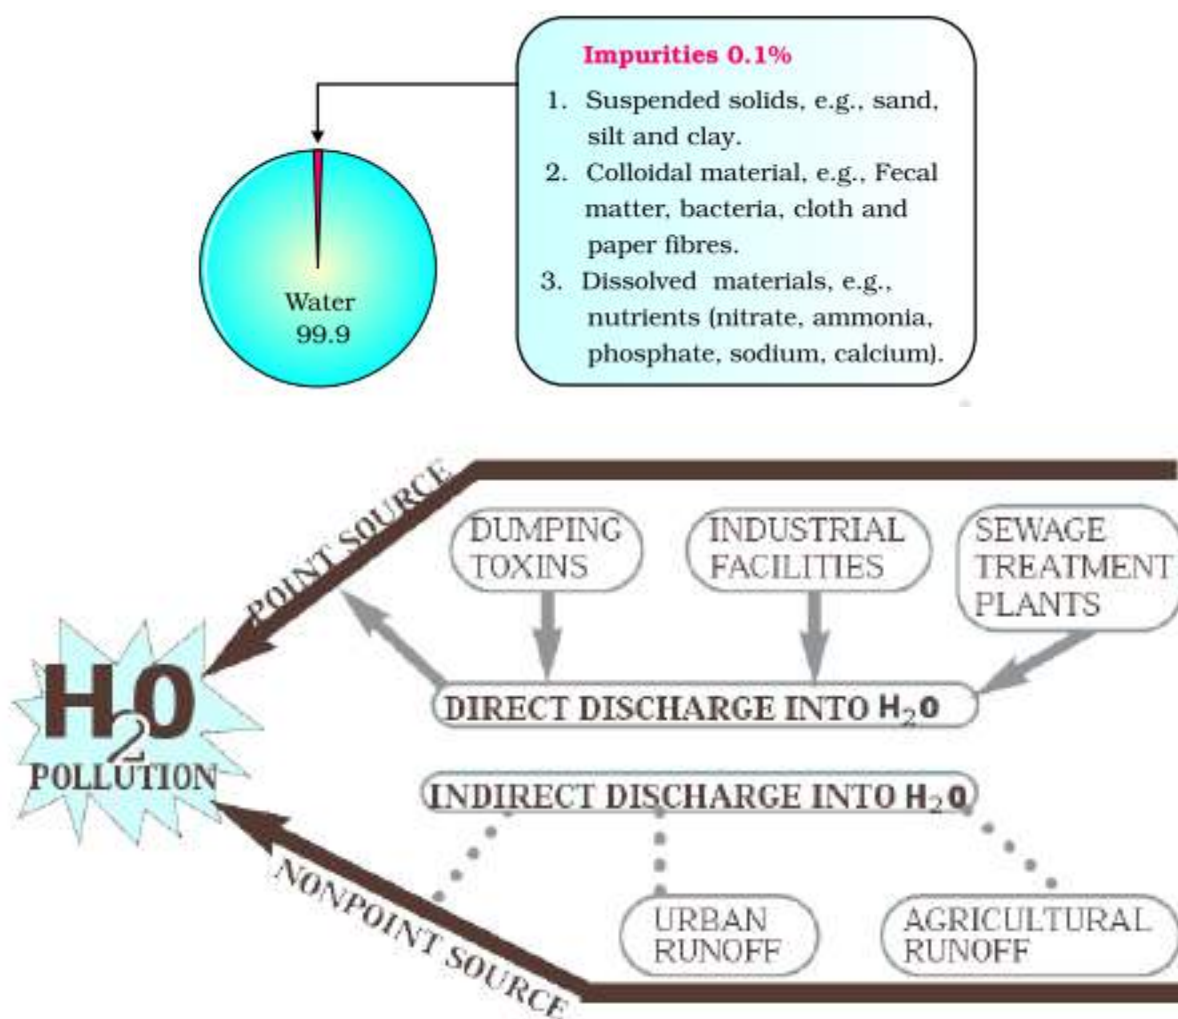 Impurities 0.1%
1. Suspended solids, e.g., sand,
silt and clay.
2. Colloidal material, e.g., Fecal
matter, bacteria, cloth and
paper fibres.
3. Dissolved materials, e.g.,
nutrients (nitrate, ammonia,
phosphate, sodium, calcium).
Water
99.9
POINT SOURCE
DUMPING
TOXINS
INDUSTRIAL
FACILITIES
SEWAGE
TREATMENT
PLANTS
DIRECT DISCHARGE INTO H₂O
H₂O
POLLUTION
INDIRECT DISCHARGE INTO H₂O
NONPOINT SOURCE
URBAN
RUNOFF
AGRICULTURAL
RUNOFF